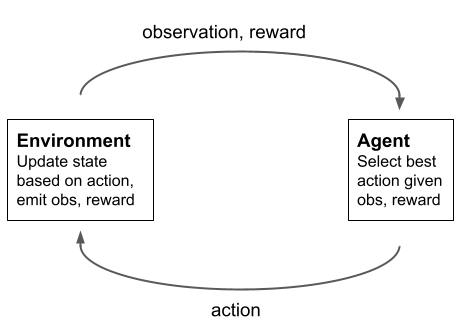 observation, reward
Environment
Update state
based on action,
emit obs, reward
Agent
Select best
action given
obs, reward
action